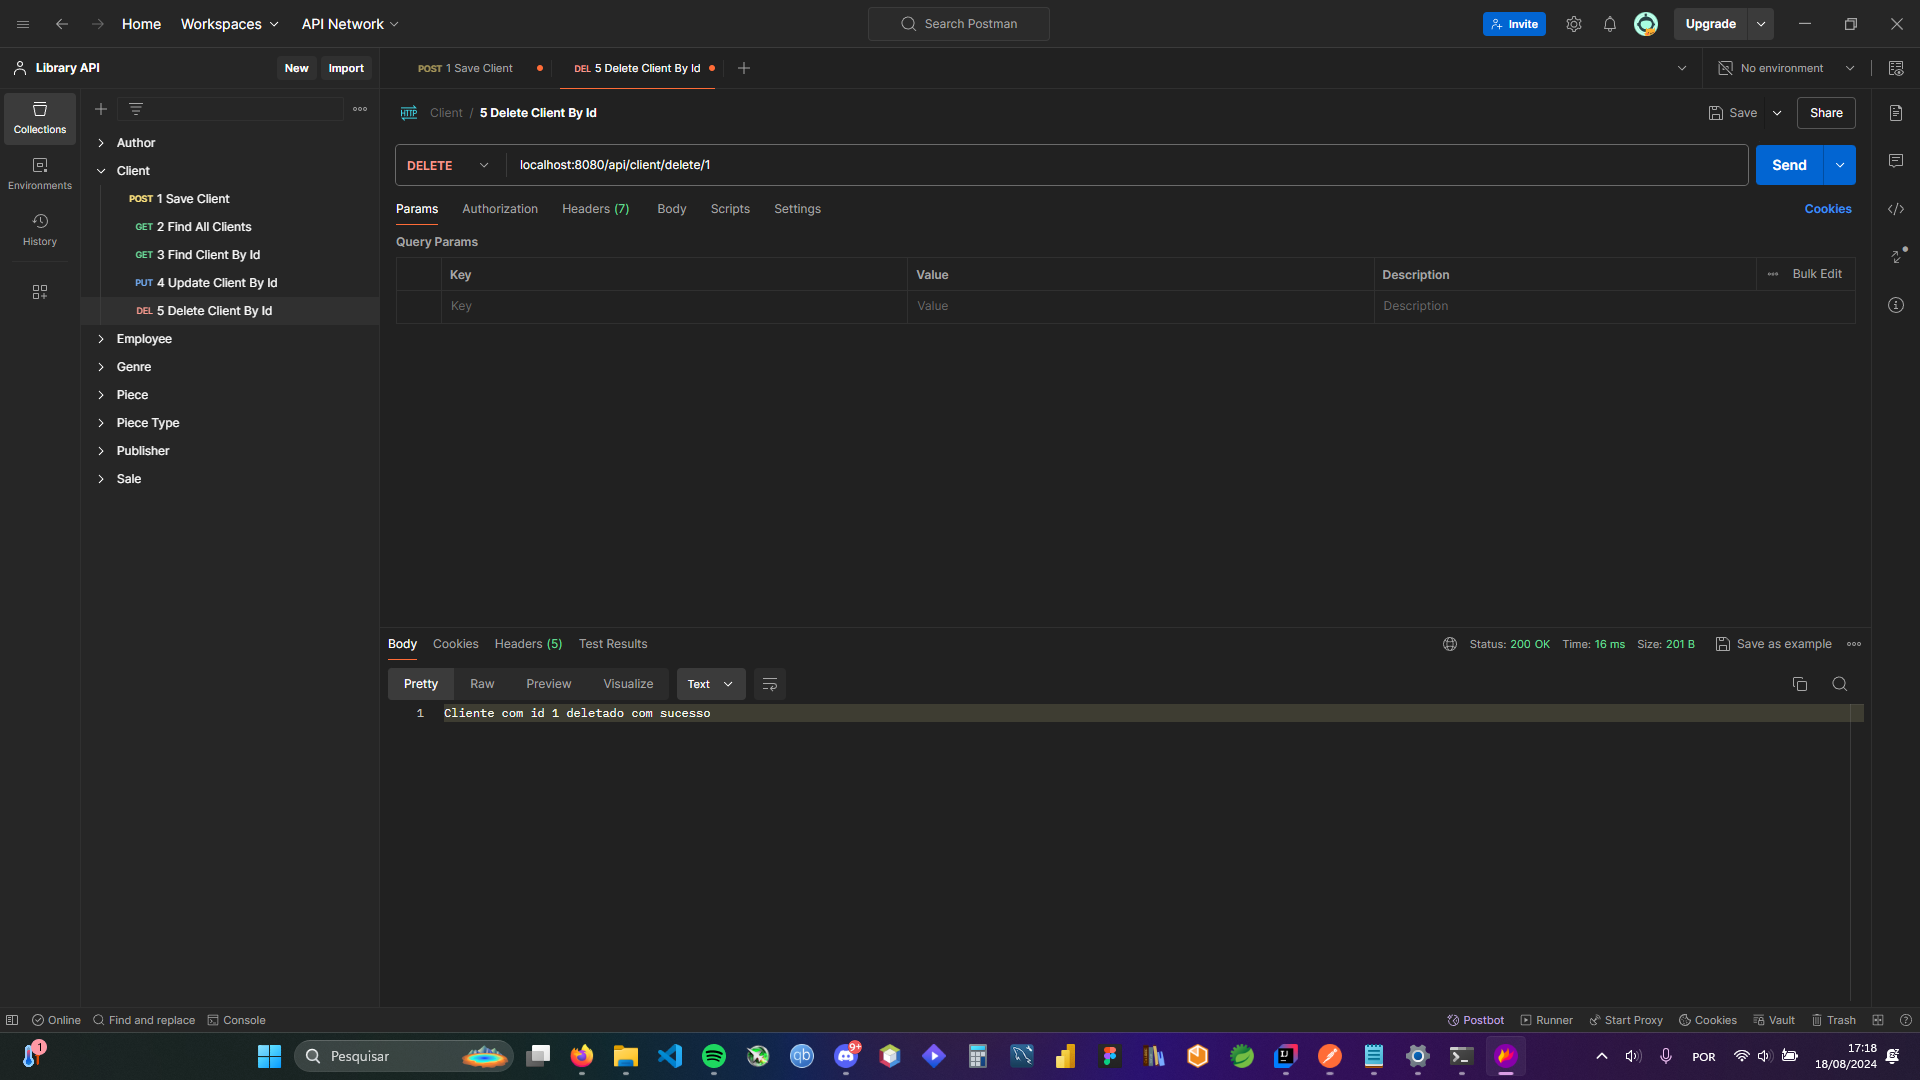 Home Workspaces API Network Search Postman Invite Upgrade
Library API New Import POST 1 Save Client DEL 5 Delete Client By Id No environment
Collections
Environments
History
Author
Client
POST 1 Save Client
GET 2 Find All Clients
GET 3 Find Client By Id
PUT 4 Update Client By Id
DEL 5 Delete Client By Id
Employee
Genre
Piece
Piece Type
Publisher
Sale
HTTP Client / 5 Delete Client By Id Save Share
DELETE localhost:8080/api/client/delete/1 Send
Params Authorization Headers (7) Body Scripts Settings Cookies
Query Params
Key Value Description Bulk Edit
Key Value Description
Body Cookies Headers (5) Test Results Status: 200 OK Time: 16 ms Size: 201 B Save as example
Pretty Raw Preview Visualize Text
1 Cliente com id 1 deletado com sucesso
Online Find and replace Console Postbot Runner Start Proxy Cookies Vault Trash
1 Pesquisar qb 9+ IJ POR 17:18
18/08/2024